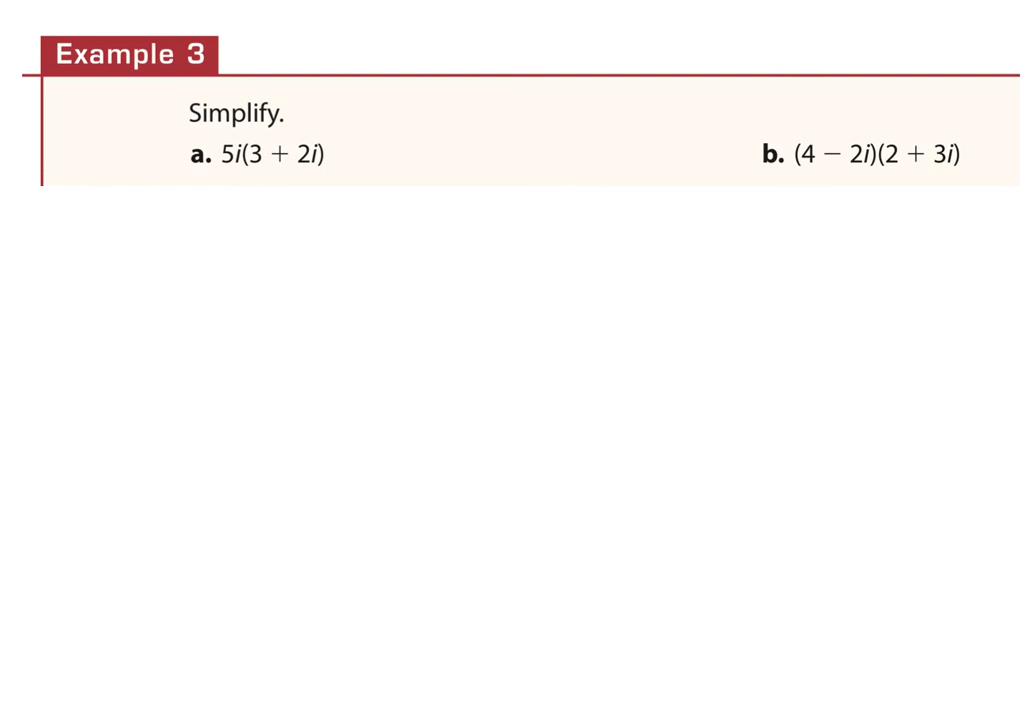 Example 3
Simplify.
a. 5i(3 + 2i)
b. (4 − 2i)(2 + 3i)